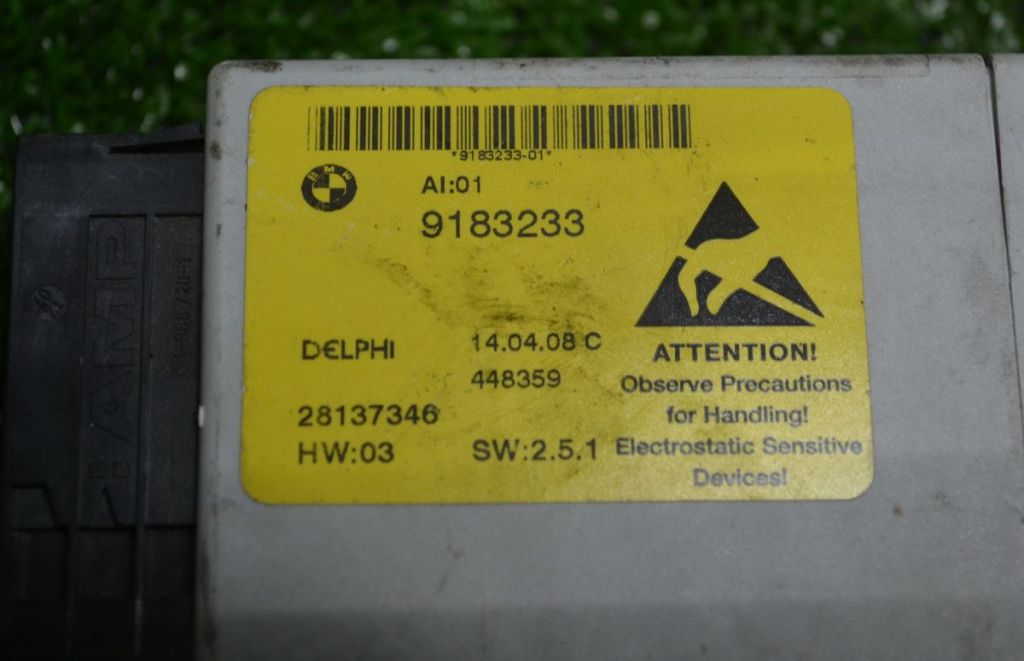 *9183233-01*
BMW
AI:01
9183233
DELPHI
14.04.08 C
448359
28137346
HW:03
SW:2.5.1
ATTENTION!
Observe Precautions
for Handling!
Electrostatic Sensitive
Devices!
AMP